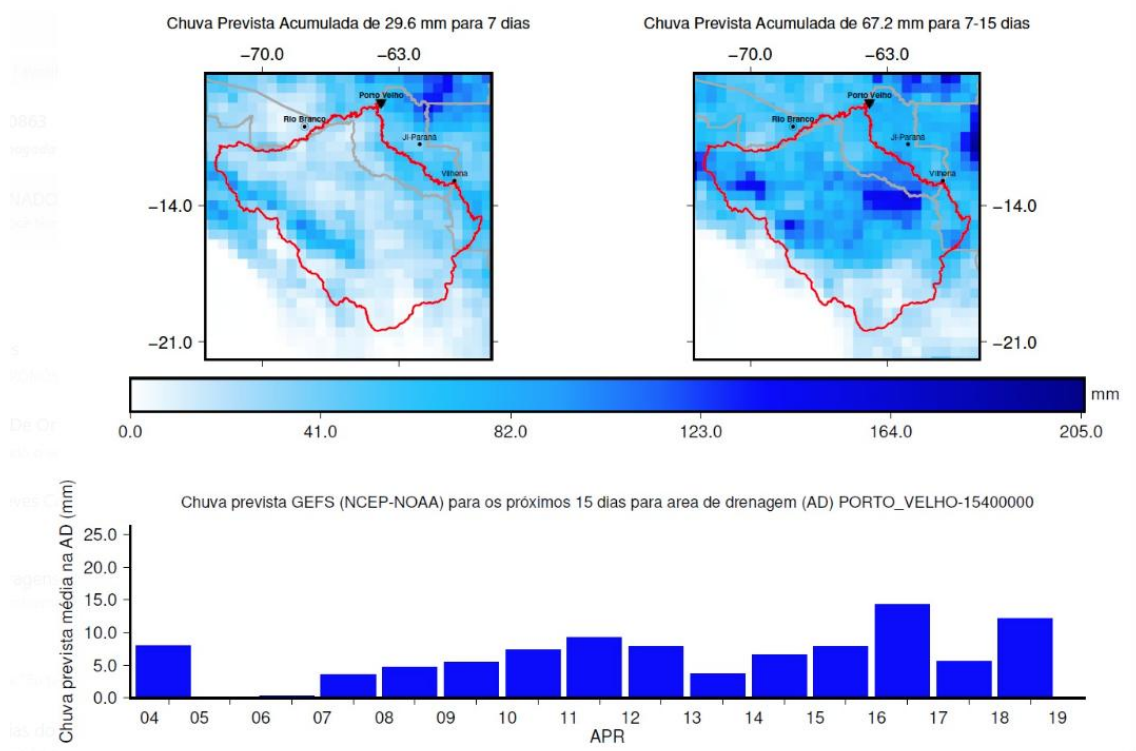 Chuva Prevista Acumulada de 29.6 mm para 7 dias
−70.0 −63.0
Porto Velho
Rio Branco
Ji-Paraná
Vilhena
−14.0
−21.0
Chuva Prevista Acumulada de 67.2 mm para 7-15 dias
−70.0 −63.0
Porto Velho
Rio Branco
Ji-Paraná
Vilhena
−14.0
−21.0
mm
0.0 41.0 82.0 123.0 164.0 205.0
Chuva prevista GEFS (NCEP-NOAA) para os próximos 15 dias para area de drenagem (AD) PORTO_VELHO-15400000
Chuva prevista média na AD (mm)
25.0
20.0
15.0
10.0
5.0
0.0
04 05 06 07 08 09 10 11 12 13 14 15 16 17 18 19
APR